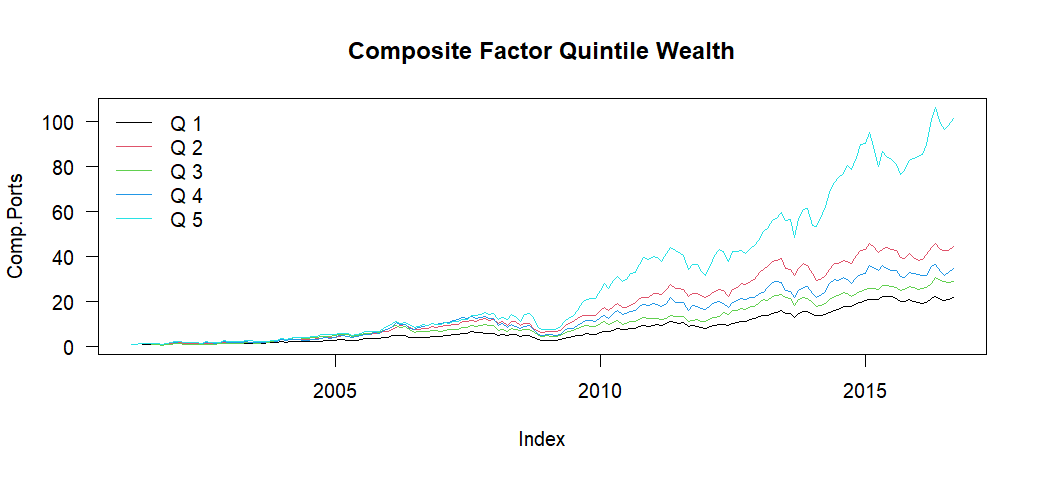 Composite Factor Quintile Wealth
Comp.Ports
100
80
60
40
20
0
Q 1
Q 2
Q 3
Q 4
Q 5
2005
2010
2015
Index